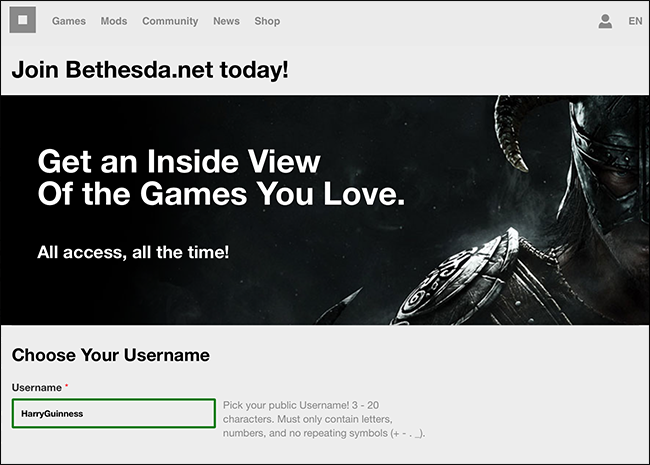 Games Mods Community News Shop EN
Join Bethesda.net today!
Get an Inside View
Of the Games You Love.
All access, all the time!
Choose Your Username
Username *
HarryGuinness
Pick your public Username! 3 - 20
characters. Must only contain letters,
numbers, and no repeating symbols (+ - . _).